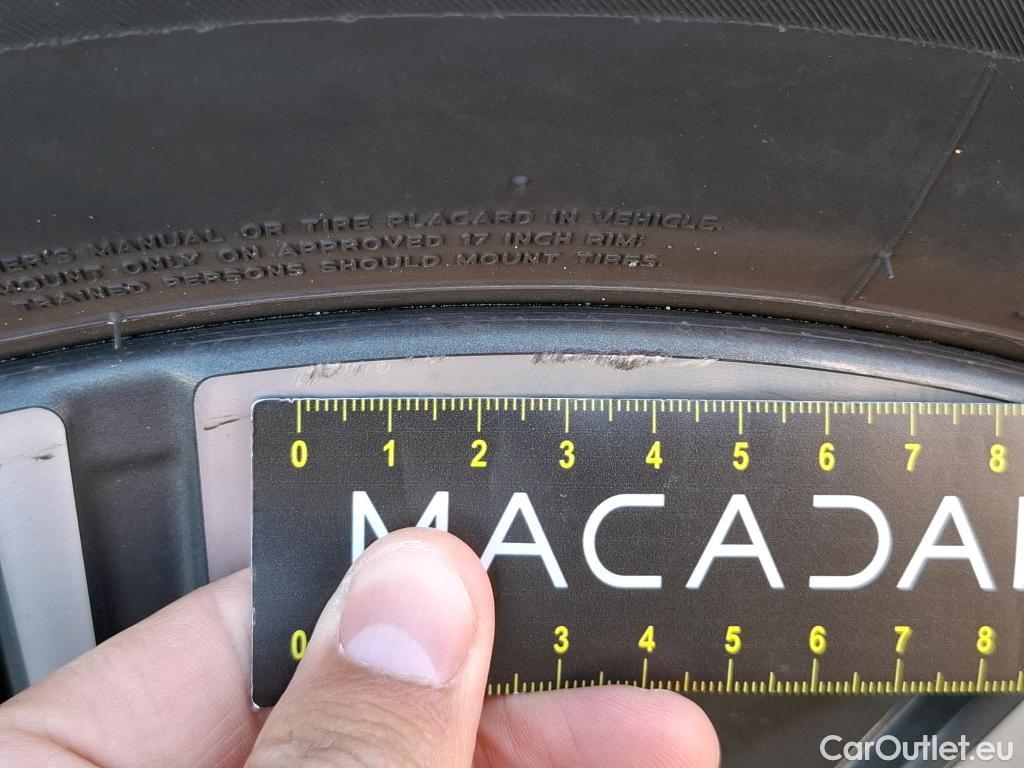 ER'S MANUAL OR TIRE PLACARD IN VEHICLE.
MOUNT ONLY ON APPROVED 17 INCH RIM.
TRAINED PERSONS SHOULD MOUNT TIRES.
0 1 2 3 4 5 6 7 8
MACADA
0 3 4 5 6 7 8
CarOutlet.eu